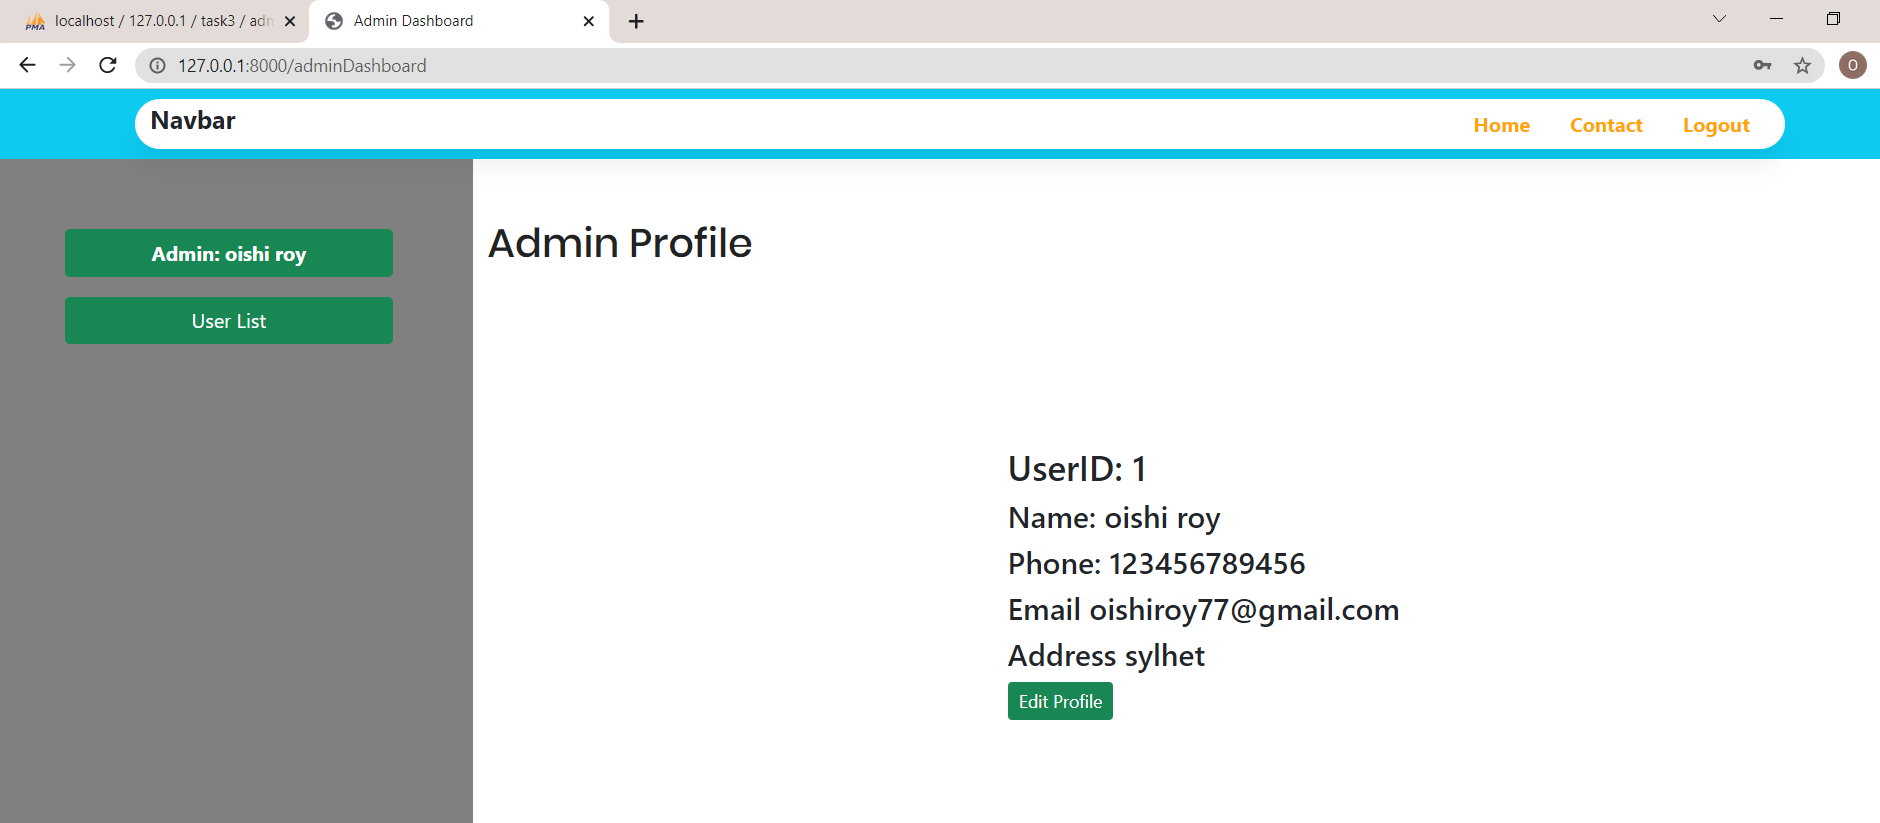 PMA localhost / 127.0.0.1 / task3 / adn
Admin Dashboard
127.0.0.1:8000/adminDashboard
O
Navbar
Home Contact Logout
Admin: oishi roy
User List
Admin Profile
UserID: 1
Name: oishi roy
Phone: 123456789456
Email oishiroy77@gmail.com
Address sylhet
Edit Profile